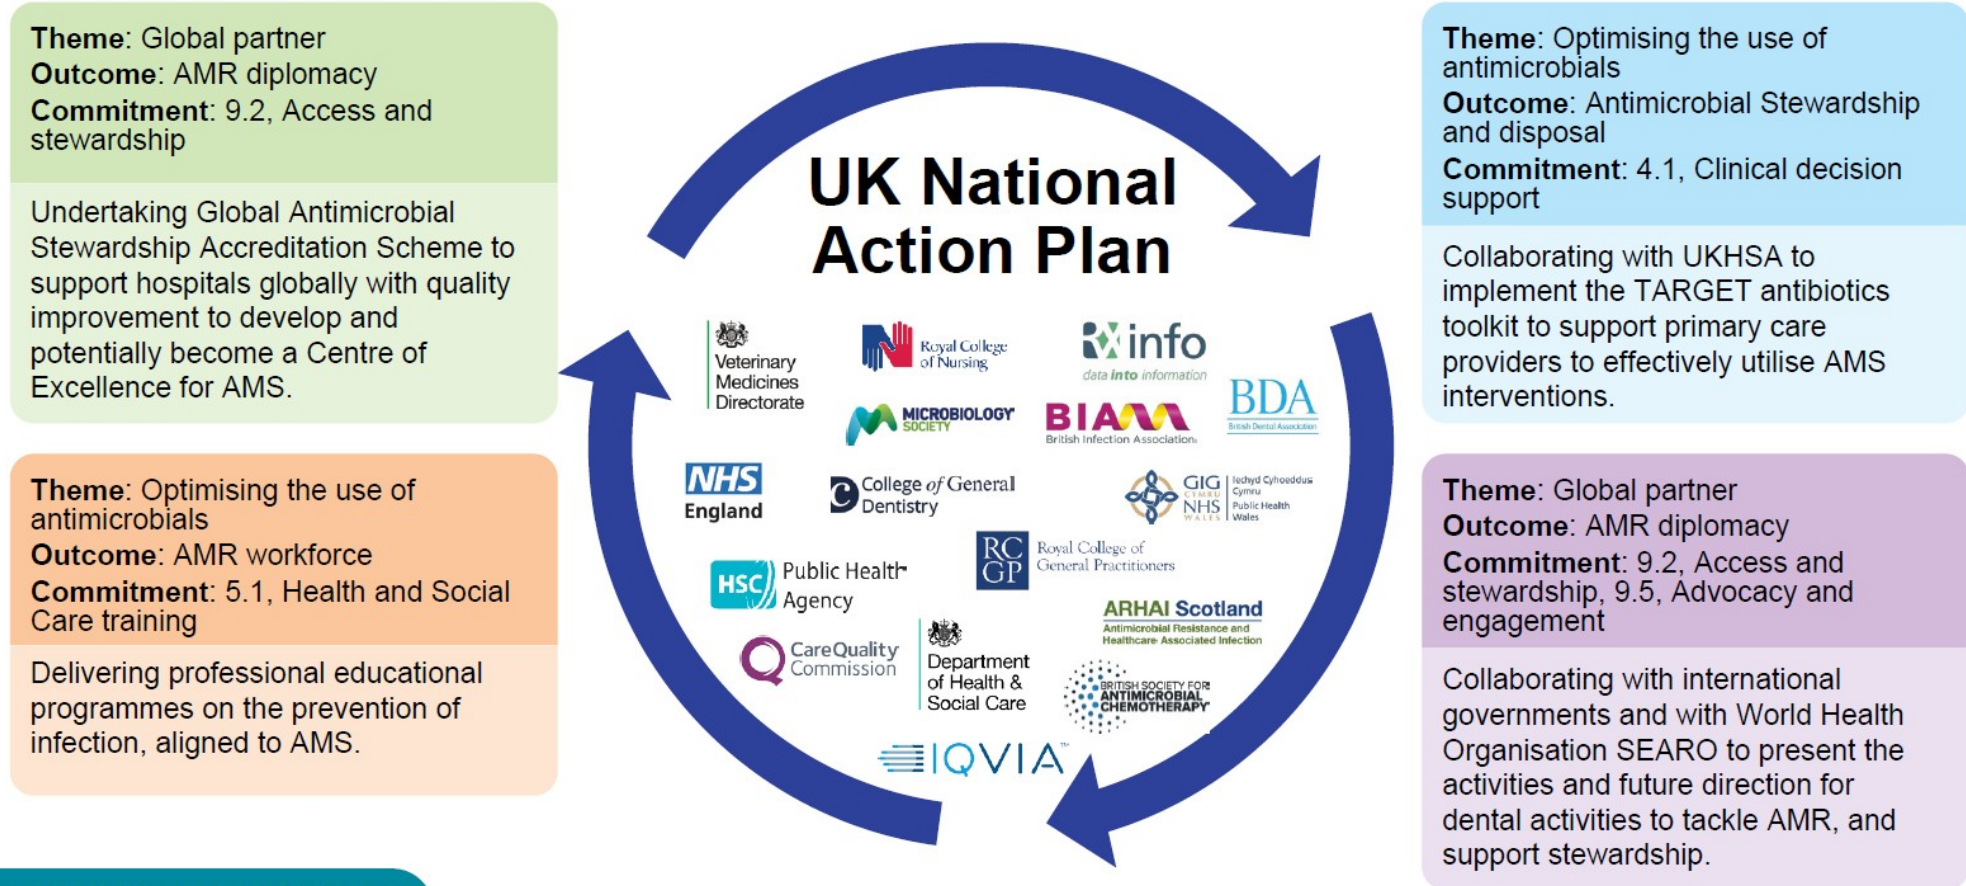 Theme: Global partner
Outcome: AMR diplomacy
Commitment: 9.2, Access and
stewardship
Undertaking Global Antimicrobial
Stewardship Accreditation Scheme to
support hospitals globally with quality
improvement to develop and
potentially become a Centre of
Excellence for AMS.
Theme: Optimising the use of
antimicrobials
Outcome: AMR workforce
Commitment: 5.1, Health and Social
Care training
Delivering professional educational
programmes on the prevention of
infection, aligned to AMS.
UK National
Action Plan
Veterinary
Medicines
Directorate
Royal College
of Nursing
Rx info
data into information
MICROBIOLOGY
SOCIETY
BIA
British Infection Association
BDA
British Dental Association
NHS
England
College of General
Dentistry
GIG
CYMRU
NHS
WALES
Iechyd Cyhoeddus
Cymru
Public Health
Wales
RC
GP
Royal College of
General Practitioners
HSC
Public Health
Agency
ARHAI Scotland
Antimicrobial Resistance and
Healthcare Associated Infection
CareQuality
Commission
Department
of Health &
Social Care
BRITISH SOCIETY FOR
ANTIMICROBIAL
CHEMOTHERAPY
IQVIA™
Theme: Optimising the use of
antimicrobials
Outcome: Antimicrobial Stewardship
and disposal
Commitment: 4.1, Clinical decision
support
Collaborating with UKHSA to
implement the TARGET antibiotics
toolkit to support primary care
providers to effectively utilise AMS
interventions.
Theme: Global partner
Outcome: AMR diplomacy
Commitment: 9.2, Access and
stewardship, 9.5, Advocacy and
engagement
Collaborating with international
governments and with World Health
Organisation SEARO to present the
activities and future direction for
dental activities to tackle AMR, and
support stewardship.